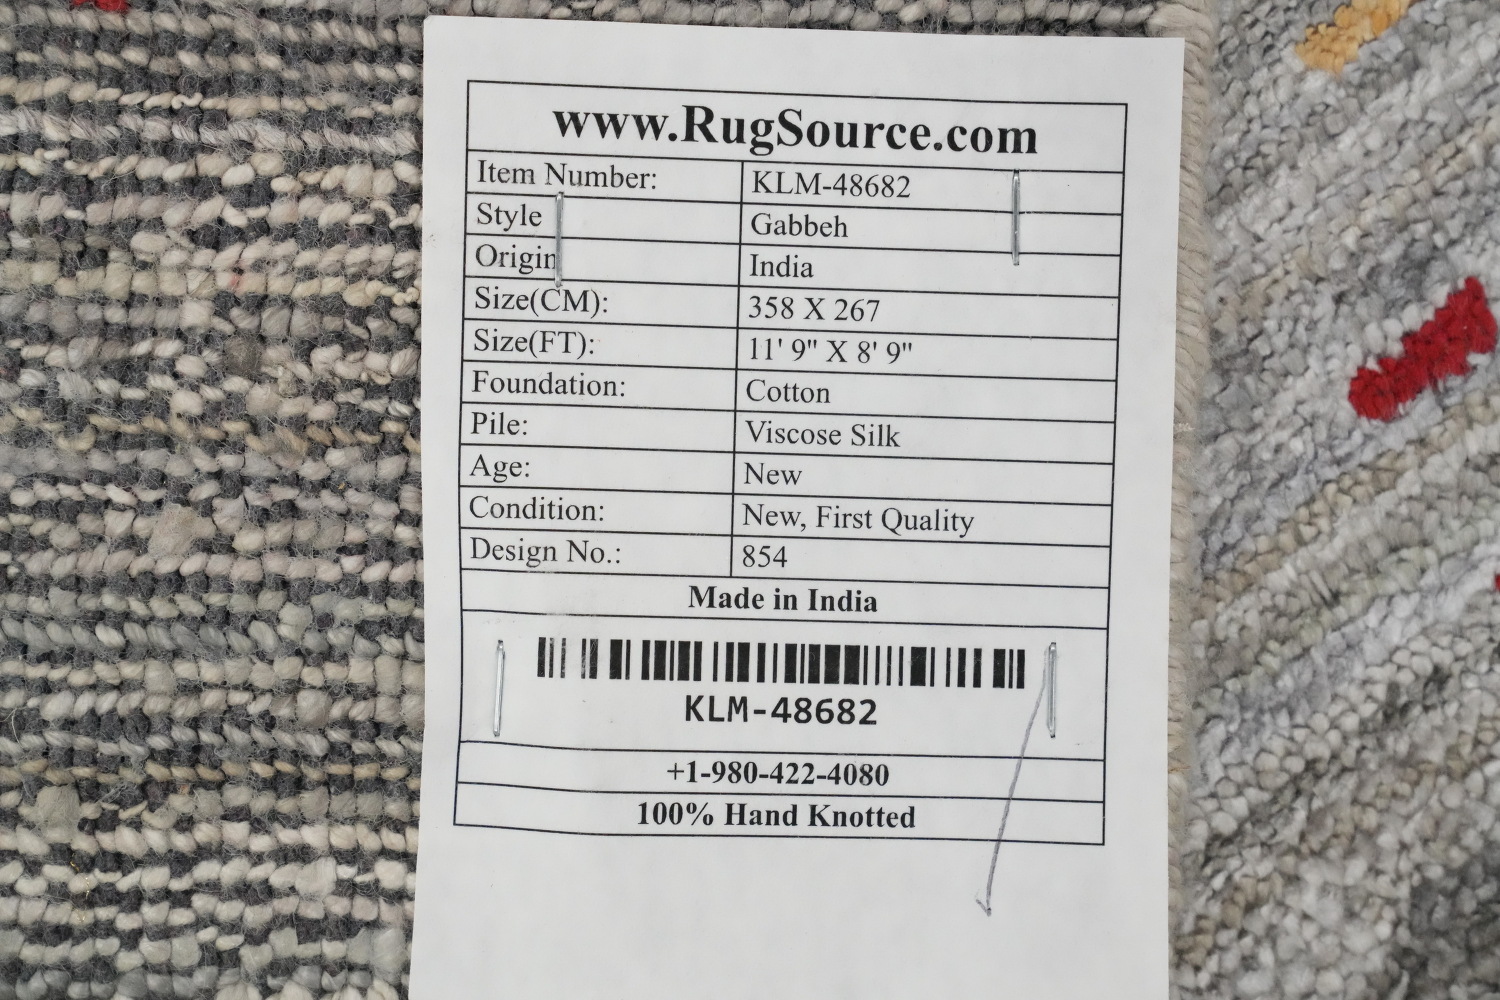 www.RugSource.com
Item Number: KLM-48682
Style Gabbeh
Origin India
Size(CM): 358 X 267
Size(FT): 11' 9" X 8' 9"
Foundation: Cotton
Pile: Viscose Silk
Age: New
Condition: New, First Quality
Design No.: 854
Made in India
KLM-48682
+1-980-422-4080
100% Hand Knotted